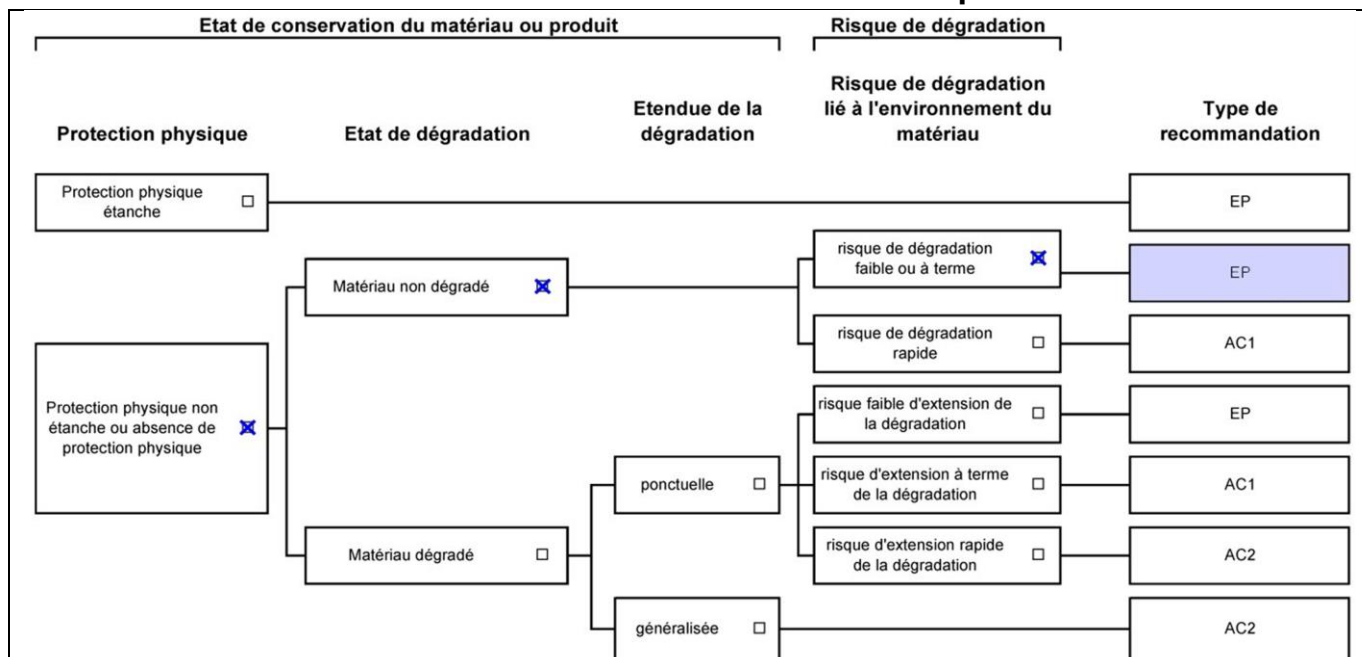 Etat de conservation du matériau ou produit
Risque de dégradation
Protection physique
Etat de dégradation
Etendue de la
dégradation
Risque de dégradation
lié à l'environnement du
matériau
Type de
recommandation
Protection physique
étanche
EP
risque de dégradation
faible ou à terme
EP
Matériau non dégradé
risque de dégradation
rapide
AC1
Protection physique non
étanche ou absence de
protection physique
risque faible d'extension de
la dégradation
EP
ponctuelle
risque d'extension à terme
de la dégradation
AC1
Matériau dégradé
risque d'extension rapide
de la dégradation
AC2
généralisée
AC2